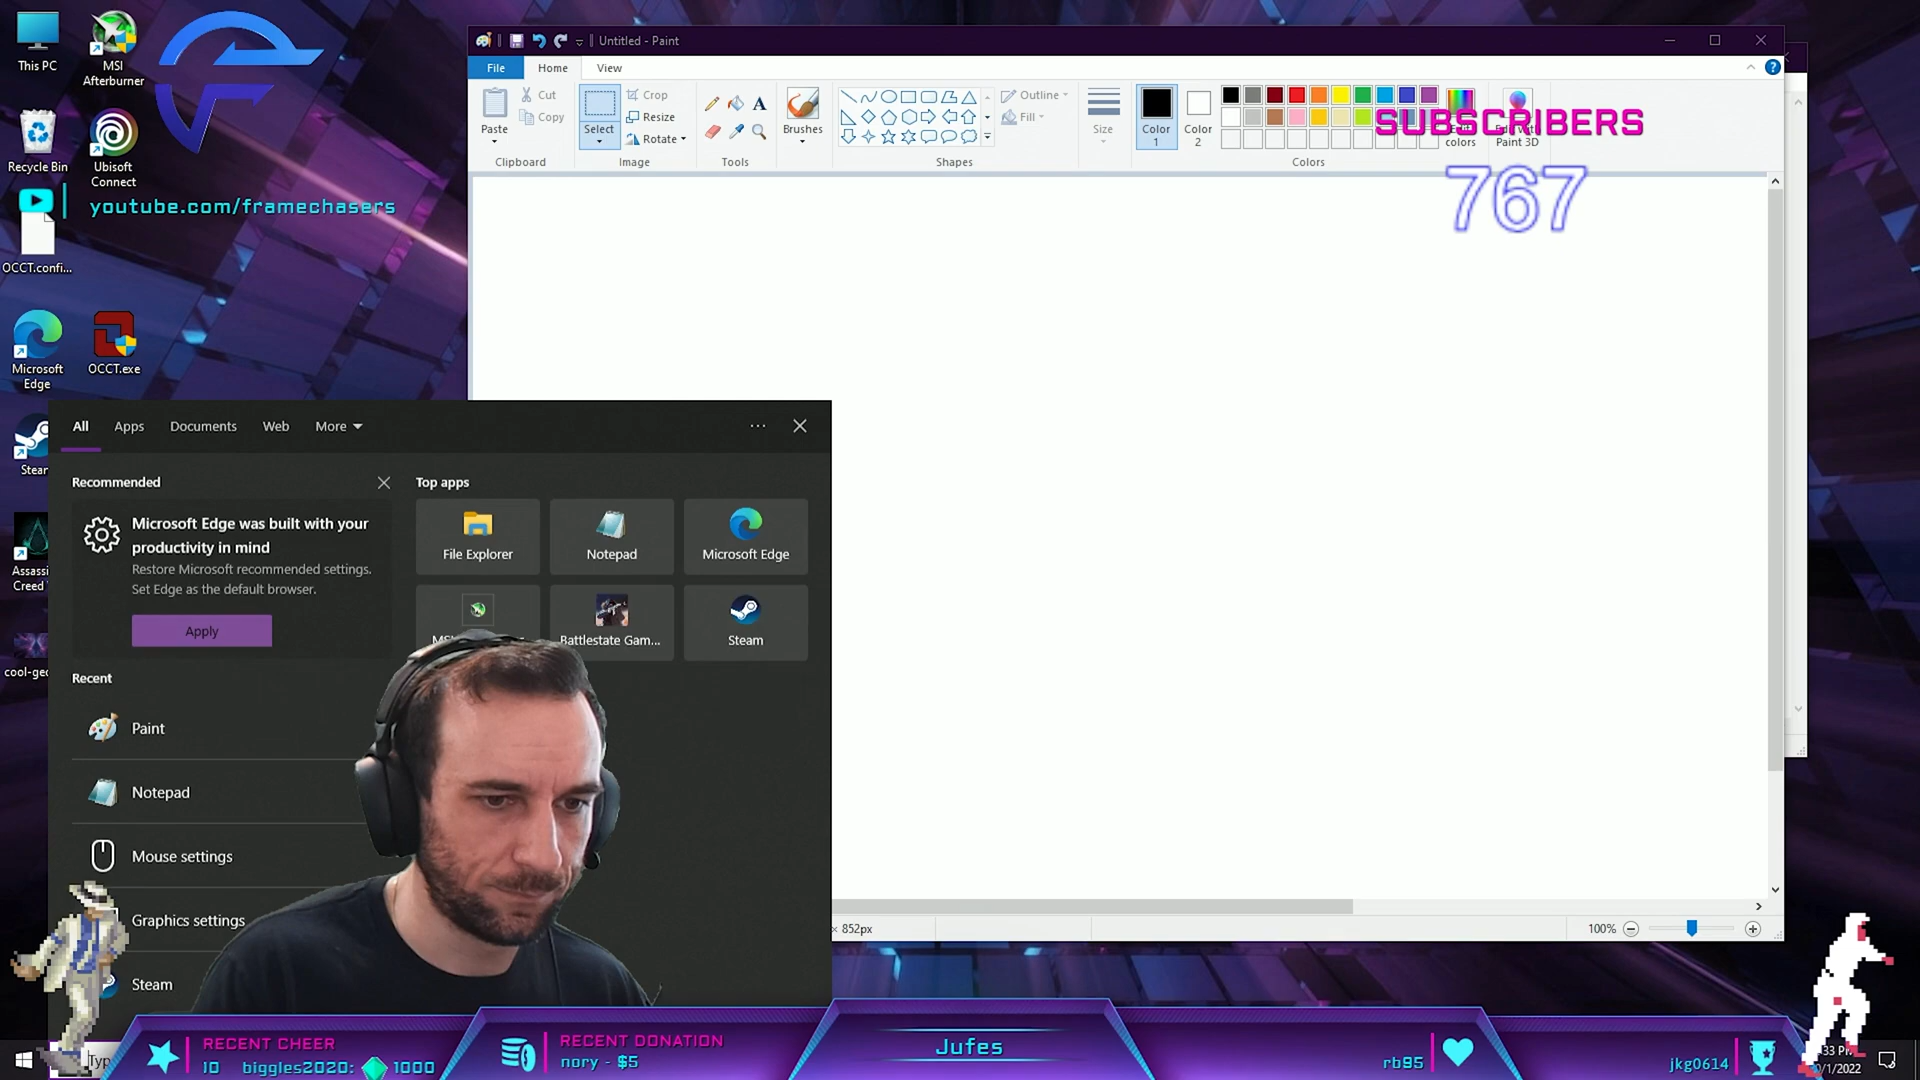 This PC
MSI
Afterburner
Recycle Bin
Ubisoft
Connect
youtube.com/framechasers
OCCT.confi...
Microsoft
Edge
OCCT.exe
Untitled - Paint
File
Home
View
Paste
Cut
Copy
Clipboard
Select
Crop
Resize
Rotate
Image
Tools
Brushes
Shapes
Outline
Fill
Size
Color
1
Color
2
colors
Paint 3D
Colors
SUBSCRIBERS
767
All
Apps
Documents
Web
More
Recommended
Microsoft Edge was built with your
productivity in mind
Restore Microsoft recommended settings.
Set Edge as the default browser.
Apply
Top apps
File Explorer
Notepad
Microsoft Edge
Battlestate Gam...
Steam
Recent
Paint
Notepad
Mouse settings
Graphics settings
Steam
× 852px
100%
RECENT CHEER
10 biggles2020: 1000
RECENT DONATION
nory - $5
Jufes
rb95
jkg0614